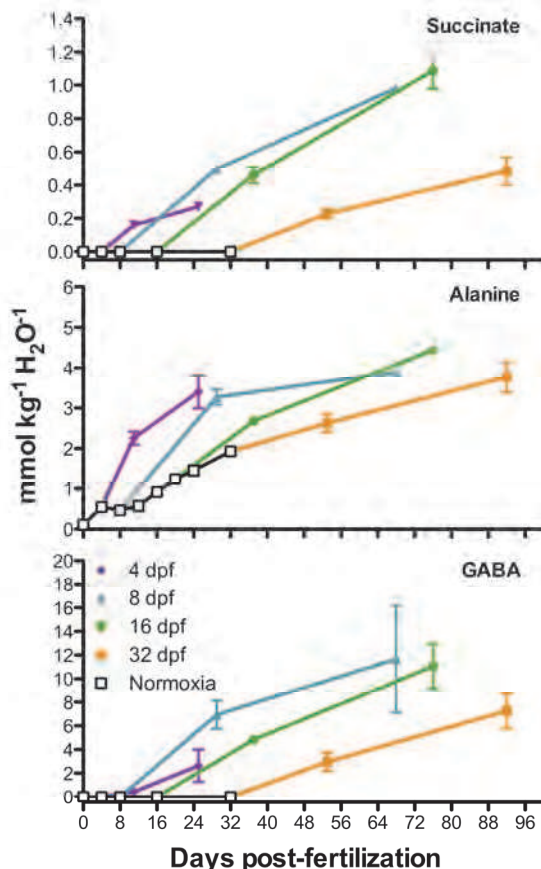 Succinate
1.4
1.2
1.0
0.8
0.6
0.4
0.2
0.0
Alanine
6
5
4
3
2
1
0
mmol kg⁻¹ H₂O⁻¹
GABA
20
18
16
14
12
10
8
6
4
2
0
4 dpf
8 dpf
16 dpf
32 dpf
Normoxia
0 8 16 24 32 40 48 56 64 72 80 88 96
Days post-fertilization